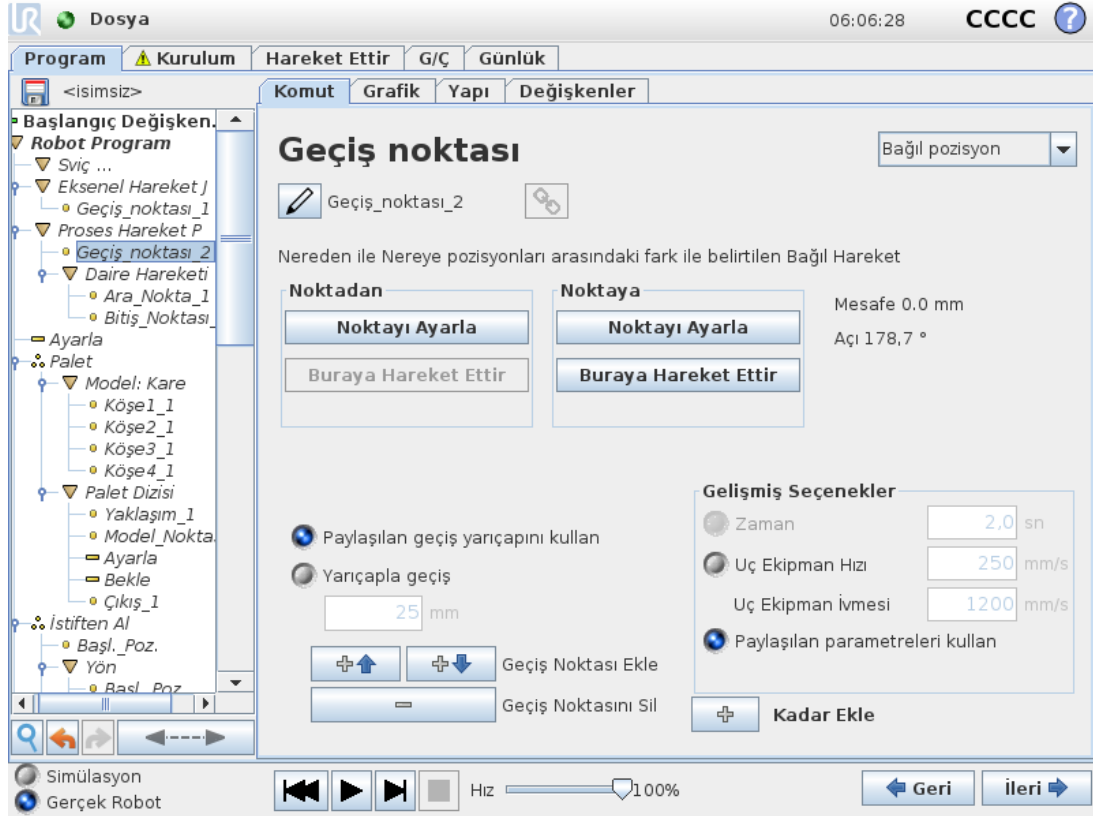 UR Dosya 06:06:28 CCCC ?
Program Kurulum Hareket Ettir G/Ç Günlük
<isimsiz>
Komut Grafik Yapı Değişkenler
Başlangıç Değişken.
Robot Program
Sviç ...
Eksenel Hareket J
Geçiş_noktası_1
Proses Hareket P
Geçiş_noktası_2
Daire Hareketi
Ara_Nokta_1
Bitiş_Noktası_
Ayarla
Palet
Model: Kare
Köşe1_1
Köşe2_1
Köşe3_1
Köşe4_1
Palet Dizisi
Yaklaşım_1
Model_Nokta
Ayarla
Bekle
Çıkış_1
İstiften Al
Başl._Poz.
Yön
Başl._Poz
Geçiş noktası
Bağıl pozisyon
Geçiş_noktası_2
Nereden ile Nereye pozisyonları arasındaki fark ile belirtilen Bağıl Hareket
Noktadan
Noktayı Ayarla
Buraya Hareket Ettir
Noktaya
Noktayı Ayarla
Buraya Hareket Ettir
Mesafe 0.0 mm
Açı 178,7 °
Paylaşılan geçiş yarıçapını kullan
Yarıçapla geçiş
25 mm
Geçiş Noktası Ekle
Geçiş Noktasını Sil
Gelişmiş Seçenekler
Zaman 2,0 sn
Uç Ekipman Hızı 250 mm/s
Uç Ekipman İvmesi 1200 mm/s
Paylaşılan parametreleri kullan
Kadar Ekle
Simülasyon
Gerçek Robot
Hız 100%
Geri İleri